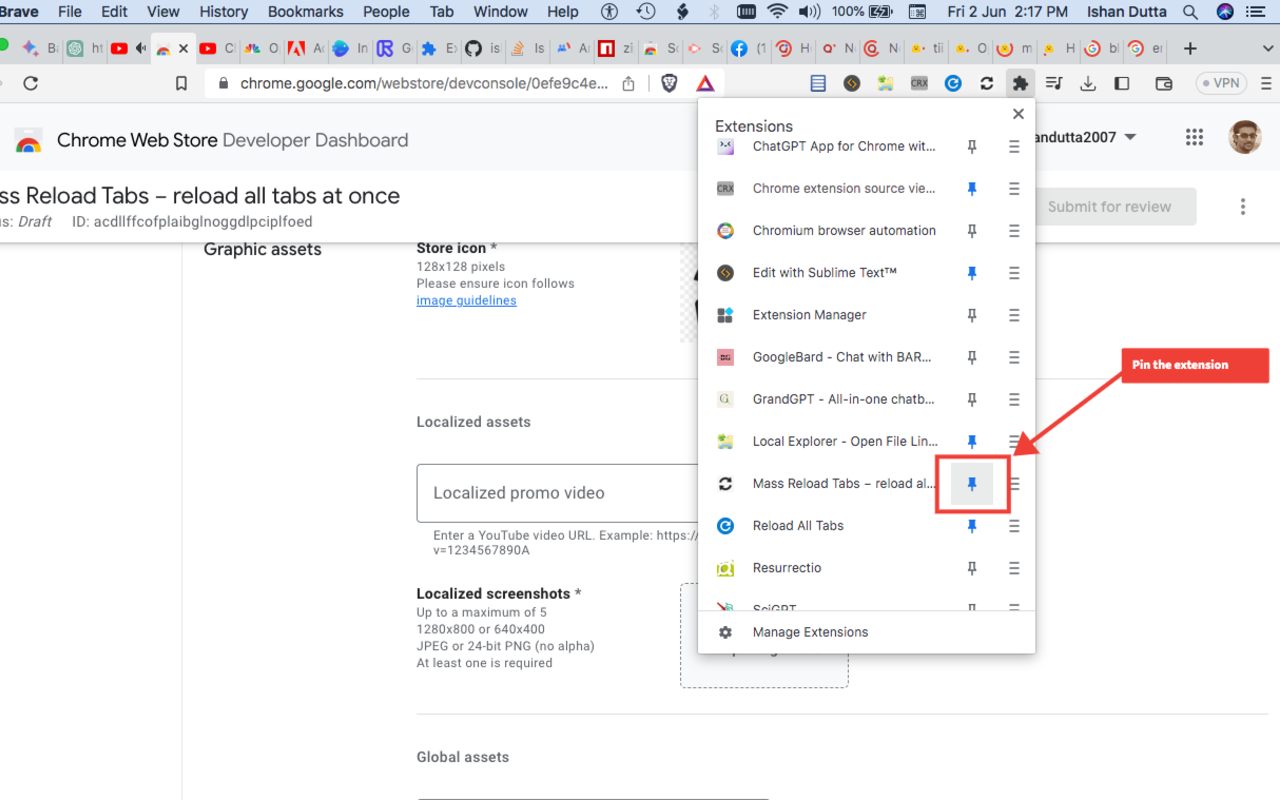 Brave File Edit View History Bookmarks People Tab Window Help 100% Fri 2 Jun 2:17 PM Ishan Dutta
chrome.google.com/webstore/devconsole/0efe9c4e... CRX VPN
Chrome Web Store Developer Dashboard
andutta2007
ss Reload Tabs – reload all tabs at once
us: Draft ID: acdllffcofplaibglnoggdlpciplfoed
Submit for review
Graphic assets
Store icon *
128x128 pixels
Please ensure icon follows
image guidelines
Localized assets
Localized promo video
Enter a YouTube video URL. Example: https://
v=1234567890A
Localized screenshots *
Up to a maximum of 5
1280x800 or 640x400
JPEG or 24-bit PNG (no alpha)
At least one is required
Global assets
Extensions
ChatGPT App for Chrome wit...
CRX Chrome extension source vie...
Chromium browser automation
Edit with Sublime Text™
Extension Manager
GoogleBard - Chat with BAR...
GrandGPT - All-in-one chatb...
Local Explorer - Open File Lin...
Mass Reload Tabs – reload al...
Reload All Tabs
Resurrectio
SciGPT
Manage Extensions
Pin the extension